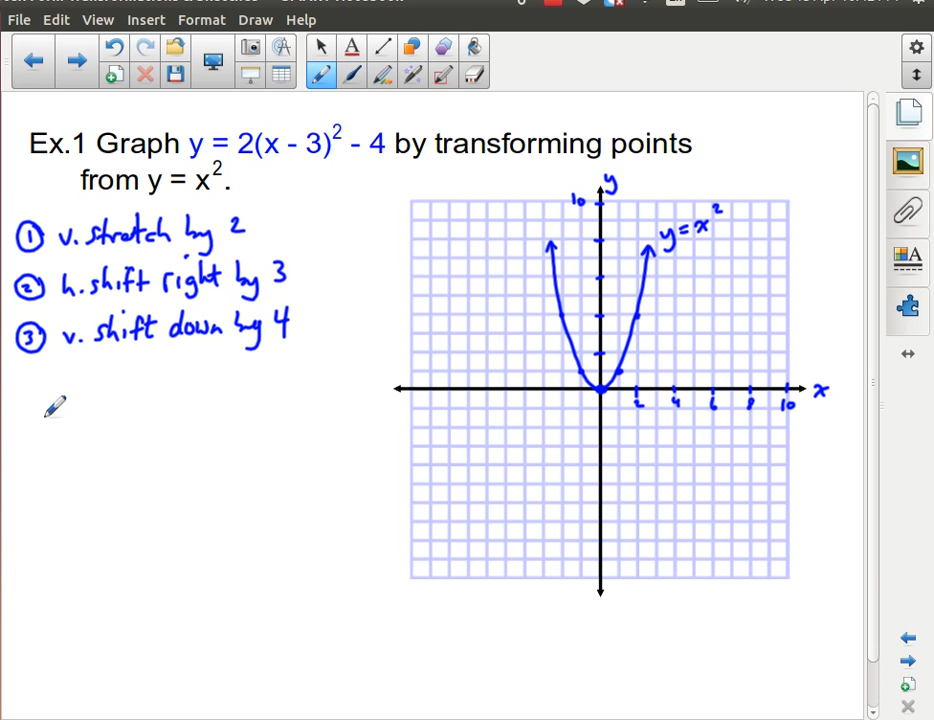 File Edit View Insert Format Draw Help
Ex.1 Graph y = 2(x - 3)² - 4 by transforming points
from y = x².
① v. stretch by 2
② h. shift right by 3
③ v. shift down by 4
y
10
y = x²
x
2 4 6 8 10